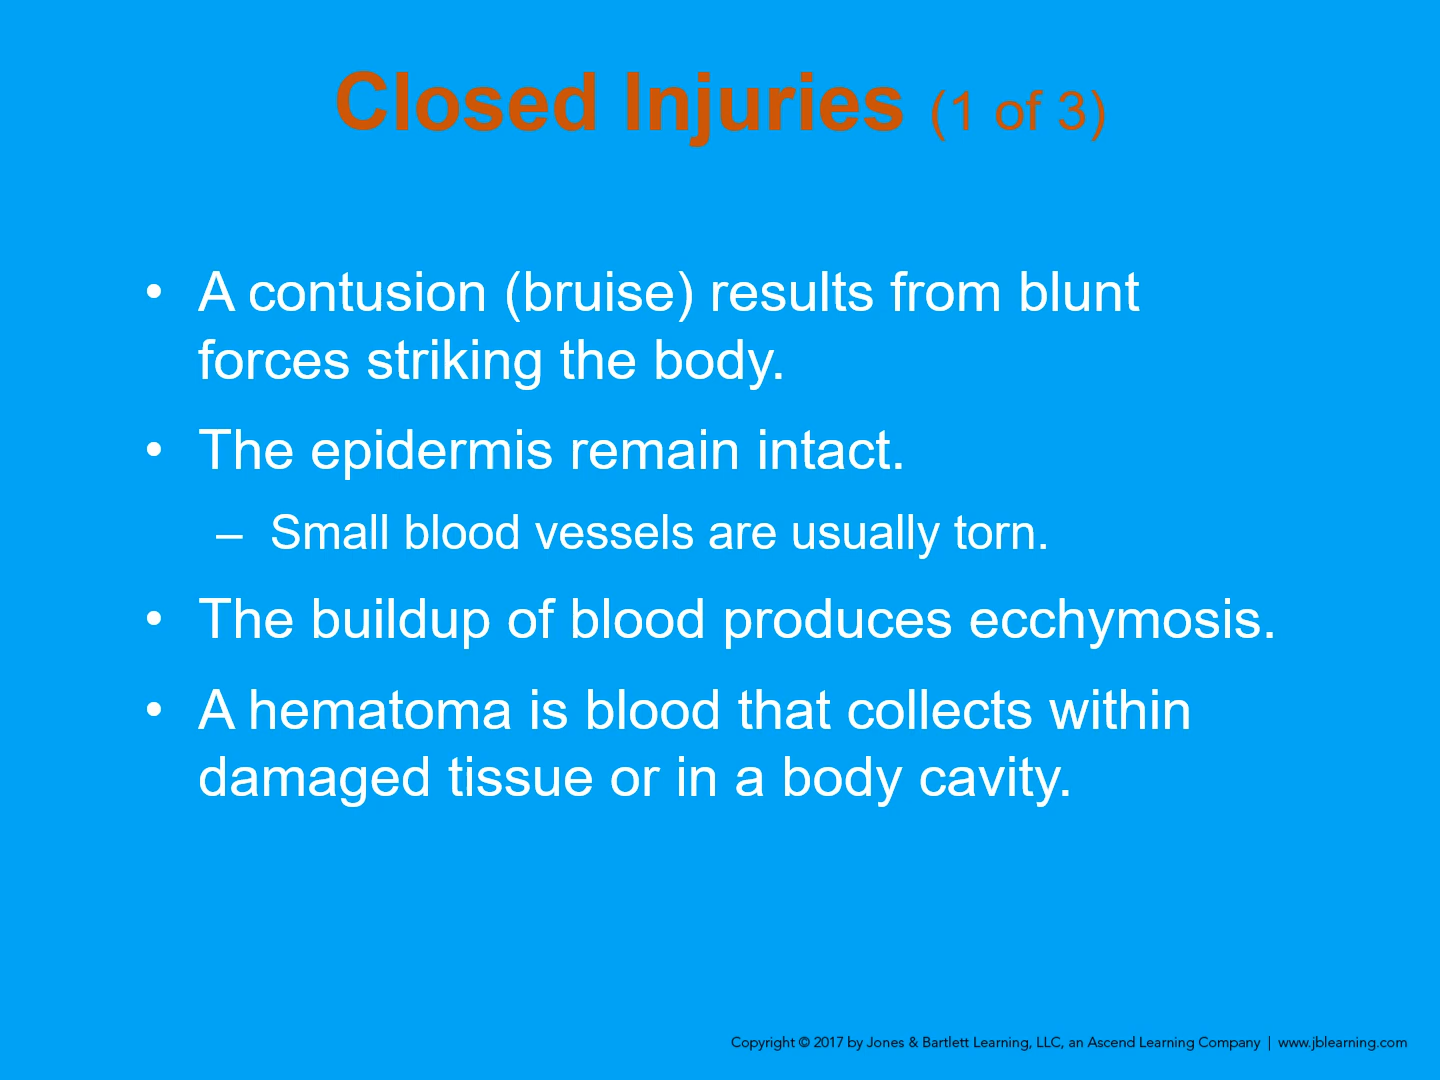 Closed Injuries (1 of 3)
• A contusion (bruise) results from blunt
forces striking the body.
• The epidermis remain intact.
– Small blood vessels are usually torn.
• The buildup of blood produces ecchymosis.
• A hematoma is blood that collects within
damaged tissue or in a body cavity.
Copyright © 2017 by Jones & Bartlett Learning, LLC, an Ascend Learning Company | www.jblearning.com